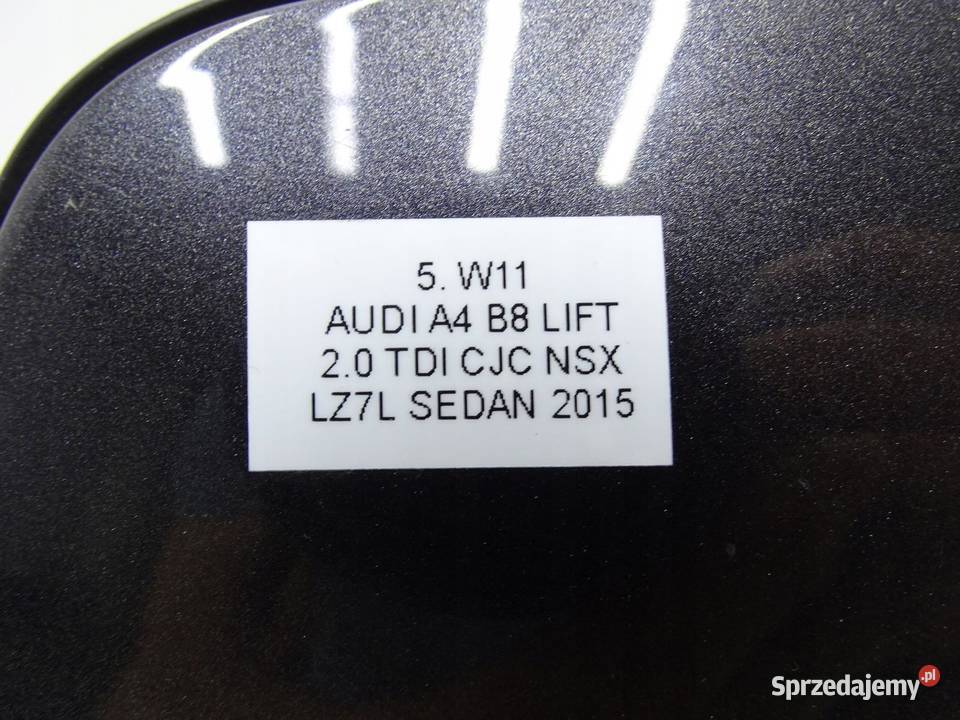 5. W11
AUDI A4 B8 LIFT
2.0 TDI CJC NSX
LZ7L SEDAN 2015
Sprzedajemy.pl